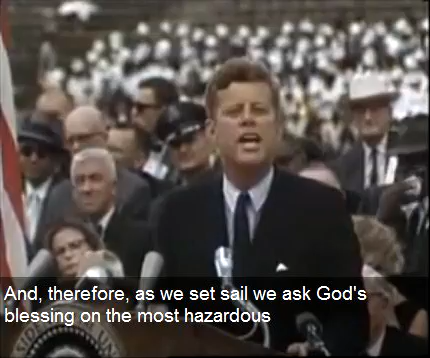 And, therefore, as we set sail we ask God's
blessing on the most hazardous